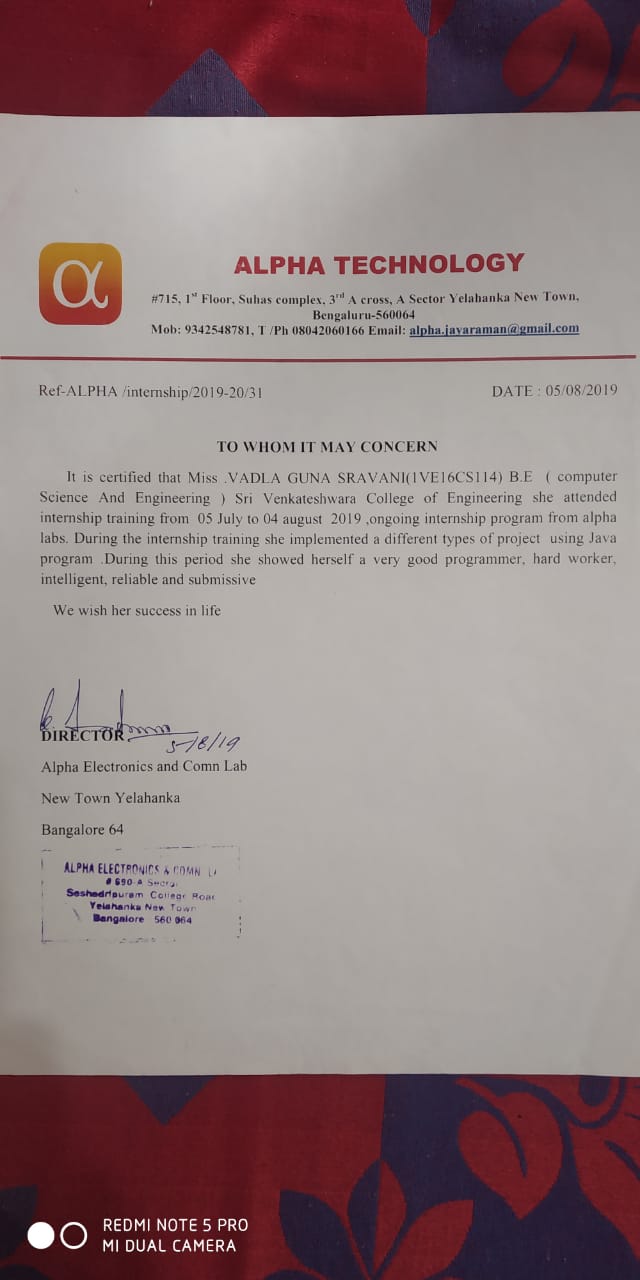 α
ALPHA TECHNOLOGY
#715, 1st Floor, Suhas complex, 3rd A cross, A Sector Yelahanka New Town,
Bengaluru-560064
Mob: 9342548781, T /Ph 08042060166 Email: alpha.jayaraman@gmail.com
Ref-ALPHA /internship/2019-20/31 DATE : 05/08/2019
TO WHOM IT MAY CONCERN
It is certified that Miss .VADLA GUNA SRAVANI(1VE16CS114) B.E ( computer
Science And Engineering ) Sri Venkateshwara College of Engineering she attended
internship training from 05 July to 04 august 2019 ,ongoing internship program from alpha
labs. During the internship training she implemented a different types of project using Java
program .During this period she showed herself a very good programmer, hard worker,
intelligent, reliable and submissive
We wish her success in life
DIRECTOR
5/8/19
Alpha Electronics and Comn Lab
New Town Yelahanka
Bangalore 64
ALPHA ELECTRONICS & COMN
# 690-A Sector
Seshadripuram College Road
Yelahanka New Town
Bangalore 560 064
REDMI NOTE 5 PRO
MI DUAL CAMERA